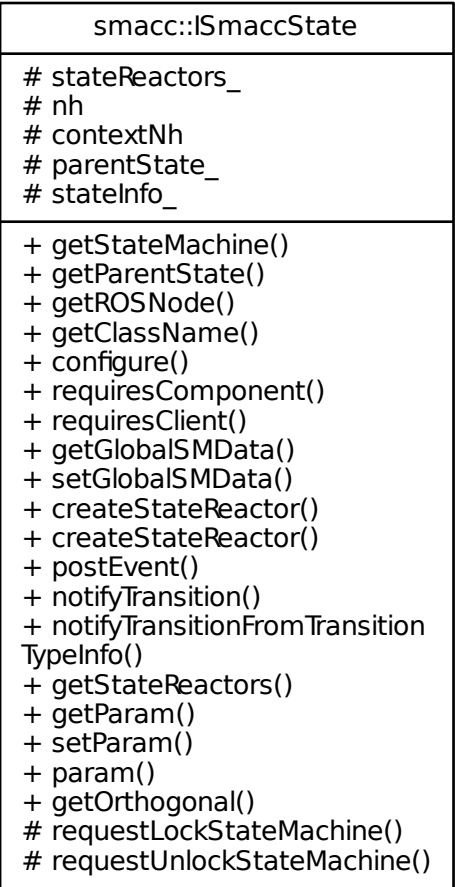 smacc::ISmaccState
# stateReactors_
# nh
# contextNh
# parentState_
# stateInfo_
+ getStateMachine()
+ getParentState()
+ getROSNode()
+ getClassName()
+ configure()
+ requiresComponent()
+ requiresClient()
+ getGlobalSMData()
+ setGlobalSMData()
+ createStateReactor()
+ createStateReactor()
+ postEvent()
+ notifyTransition()
+ notifyTransitionFromTransition
TypeInfo()
+ getStateReactors()
+ getParam()
+ setParam()
+ param()
+ getOrthogonal()
# requestLockStateMachine()
# requestUnlockStateMachine()